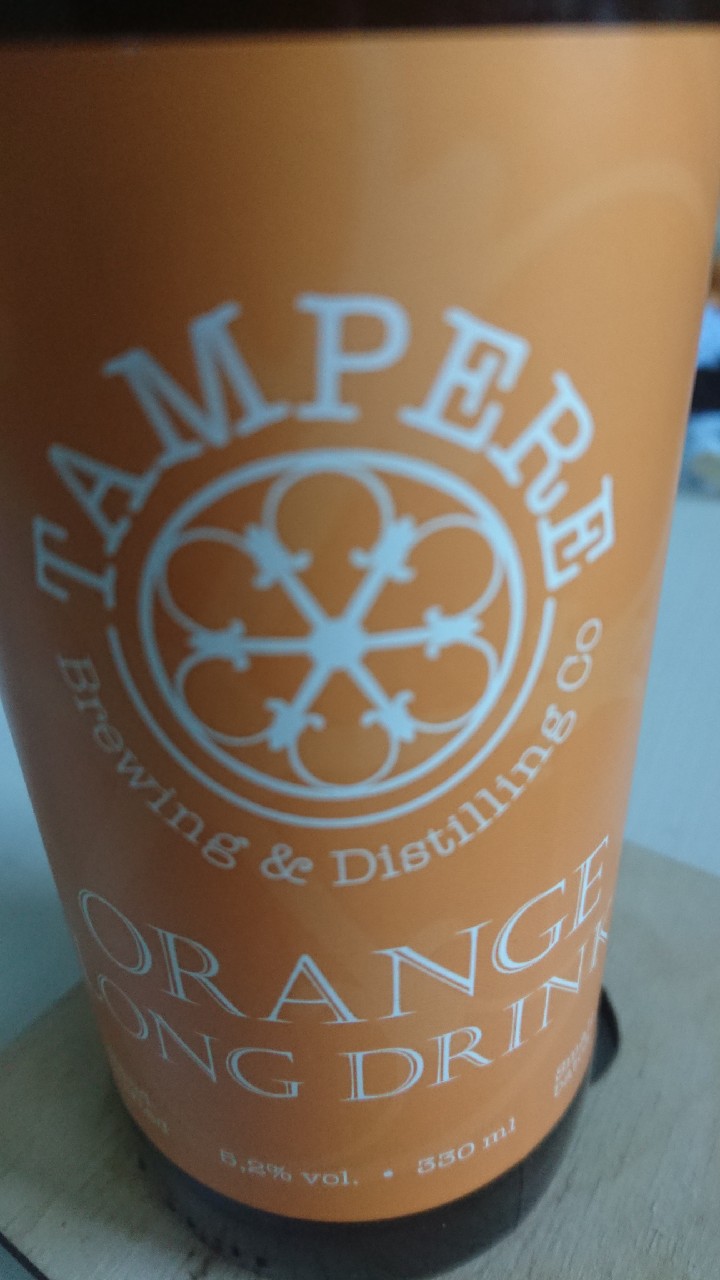 TAMPERE
Brewing & Distilling Co
ORANGE
LONG DRINK
5,2% vol. • 330 ml